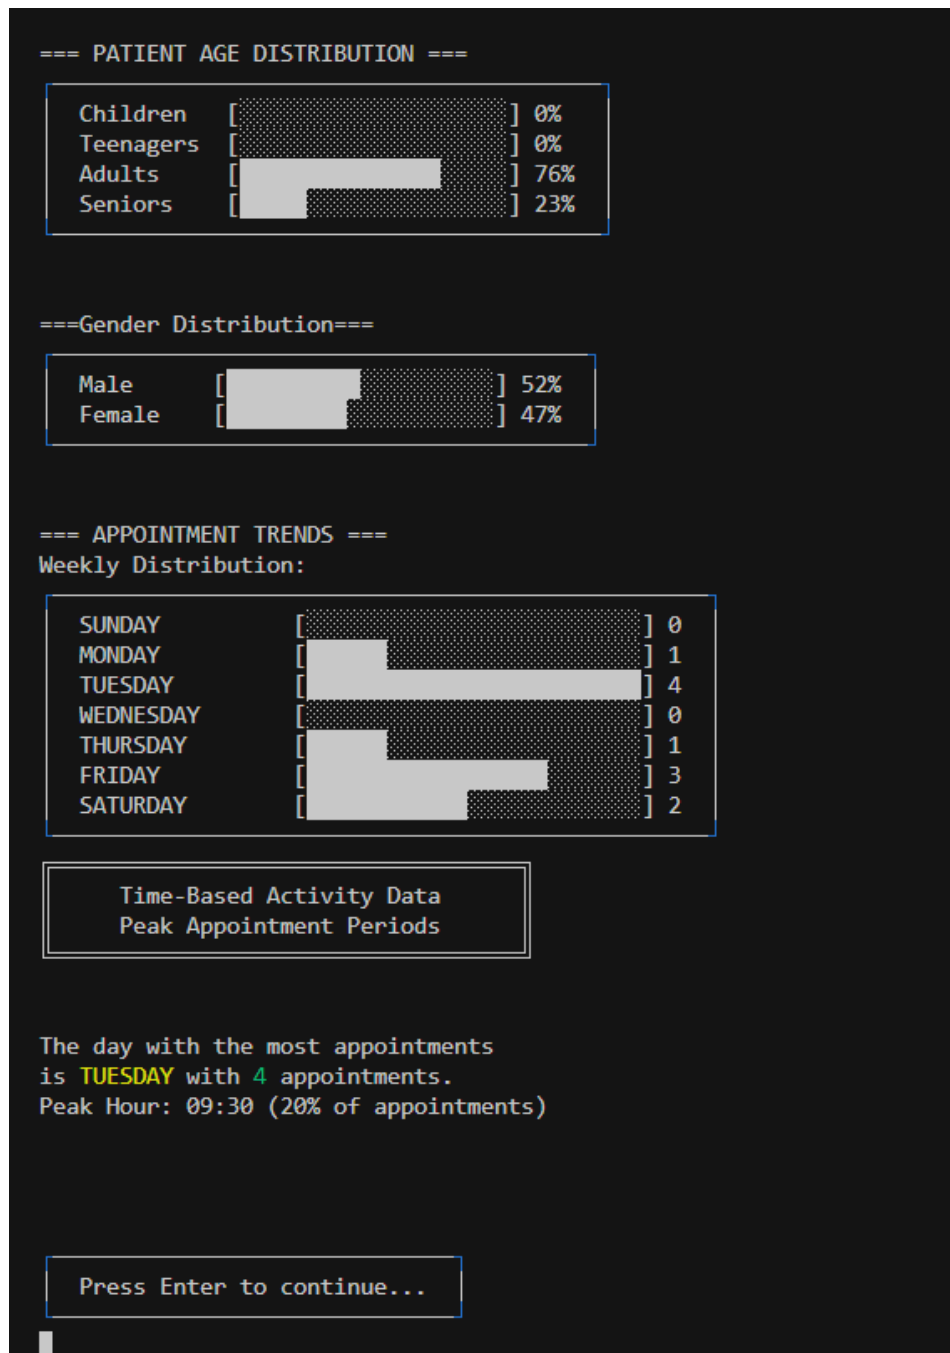 === PATIENT AGE DISTRIBUTION ===
Children [ ] 0%
Teenagers [ ] 0%
Adults [ ] 76%
Seniors [ ] 23%
===Gender Distribution===
Male [ ] 52%
Female [ ] 47%
=== APPOINTMENT TRENDS ===
Weekly Distribution:
SUNDAY [ ] 0
MONDAY [ ] 1
TUESDAY [ ] 4
WEDNESDAY [ ] 0
THURSDAY [ ] 1
FRIDAY [ ] 3
SATURDAY [ ] 2
Time-Based Activity Data
Peak Appointment Periods
The day with the most appointments
is TUESDAY with 4 appointments.
Peak Hour: 09:30 (20% of appointments)
Press Enter to continue...